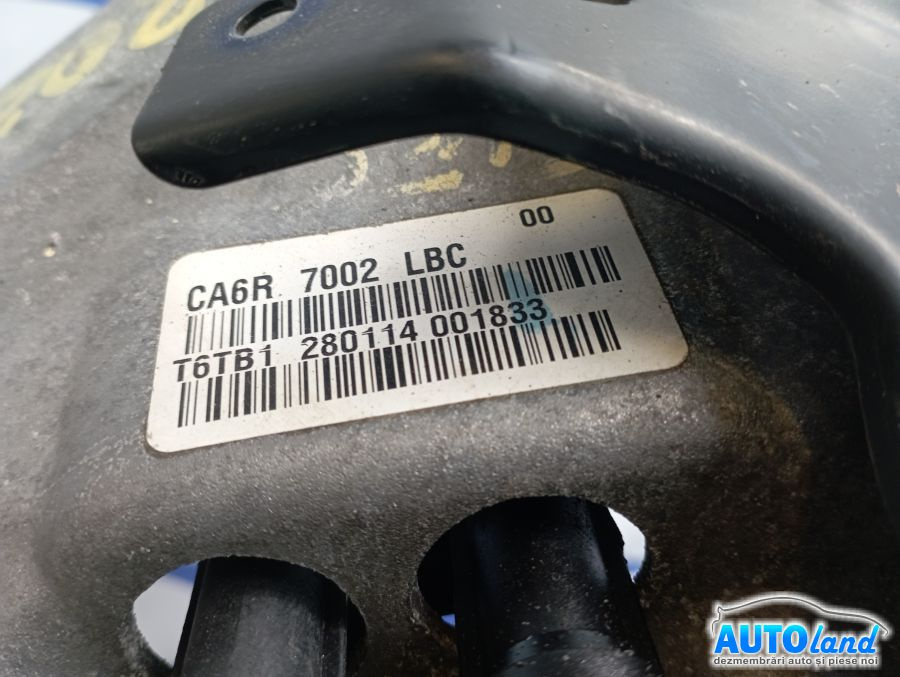 00
CA6R 7002 LBC
T6TB1 280114 001833
AUTOland
dezmembrări auto și piese noi